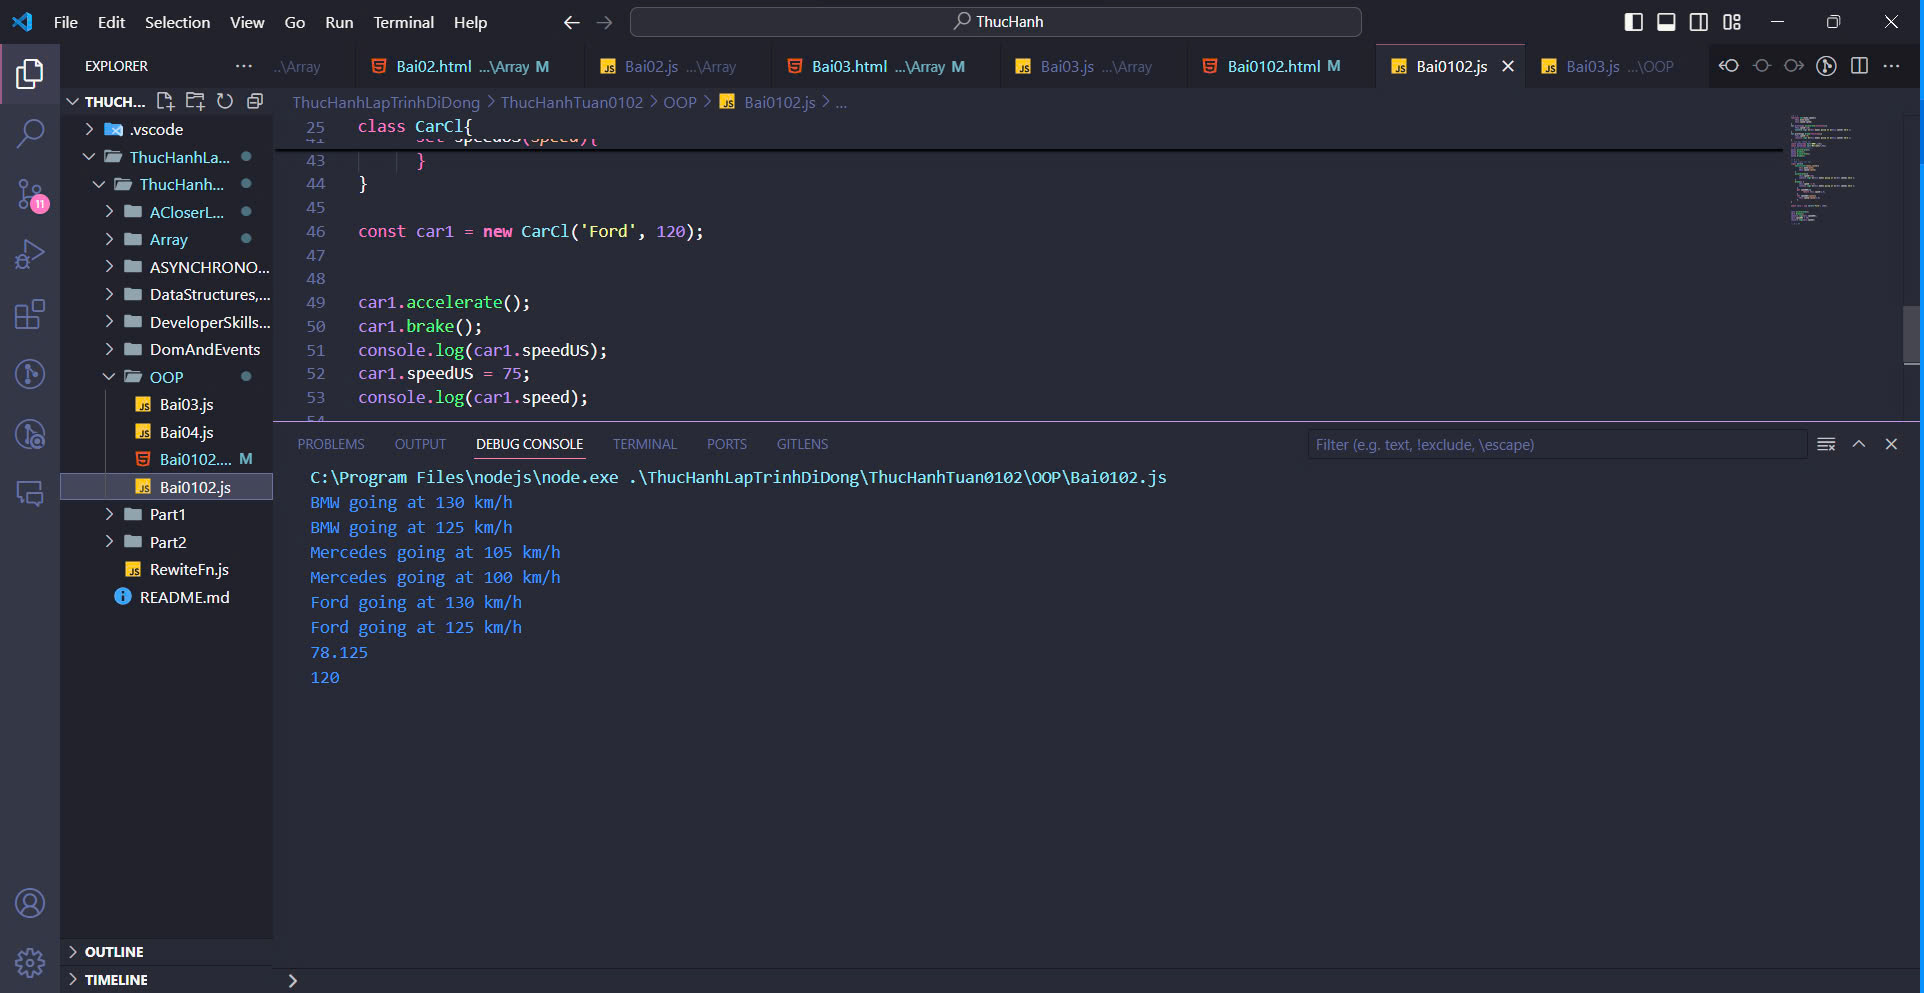 File Edit Selection View Go Run Terminal Help
ThucHanh
EXPLORER
...\Array
Bai02.html ...\Array M
Bai02.js ...\Array
Bai03.html ...\Array M
Bai03.js ...\Array
Bai0102.html M
Bai0102.js
Bai03.js ...\OOP
THUCH...
ThucHanhLapTrinhDiDong > ThucHanhTuan0102 > OOP > JS Bai0102.js > ...
.vscode
ThucHanhLa...
ThucHanh...
ACloserL...
Array
ASYNCHRONO...
DataStructures,...
DeveloperSkills...
DomAndEvents
OOP
Bai03.js
Bai04.js
Bai0102.... M
Bai0102.js
Part1
Part2
RewiteFn.js
README.md
OUTLINE
TIMELINE
11
25 class CarCl{
41 set speedUS(speed){
43 }
44 }
45
46 const car1 = new CarCl('Ford', 120);
47
48
49 car1.accelerate();
50 car1.brake();
51 console.log(car1.speedUS);
52 car1.speedUS = 75;
53 console.log(car1.speed);
54
PROBLEMS OUTPUT DEBUG CONSOLE TERMINAL PORTS GITLENS
Filter (e.g. text, !exclude, \escape)
C:\Program Files\nodejs\node.exe .\ThucHanhLapTrinhDiDong\ThucHanhTuan0102\OOP\Bai0102.js
BMW going at 130 km/h
BMW going at 125 km/h
Mercedes going at 105 km/h
Mercedes going at 100 km/h
Ford going at 130 km/h
Ford going at 125 km/h
78.125
120